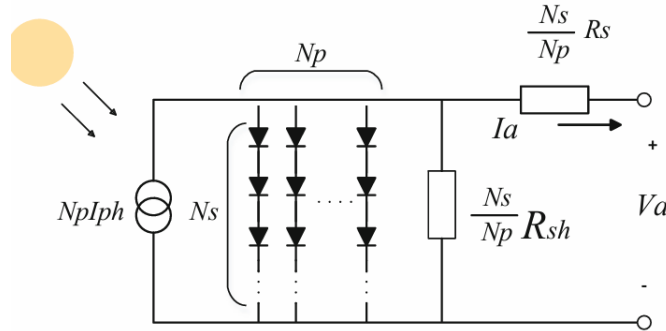 Np
Ns/Np Rs
Ia
+
NpIph
Ns
. . . .
Ns/Np Rsh
Va
-